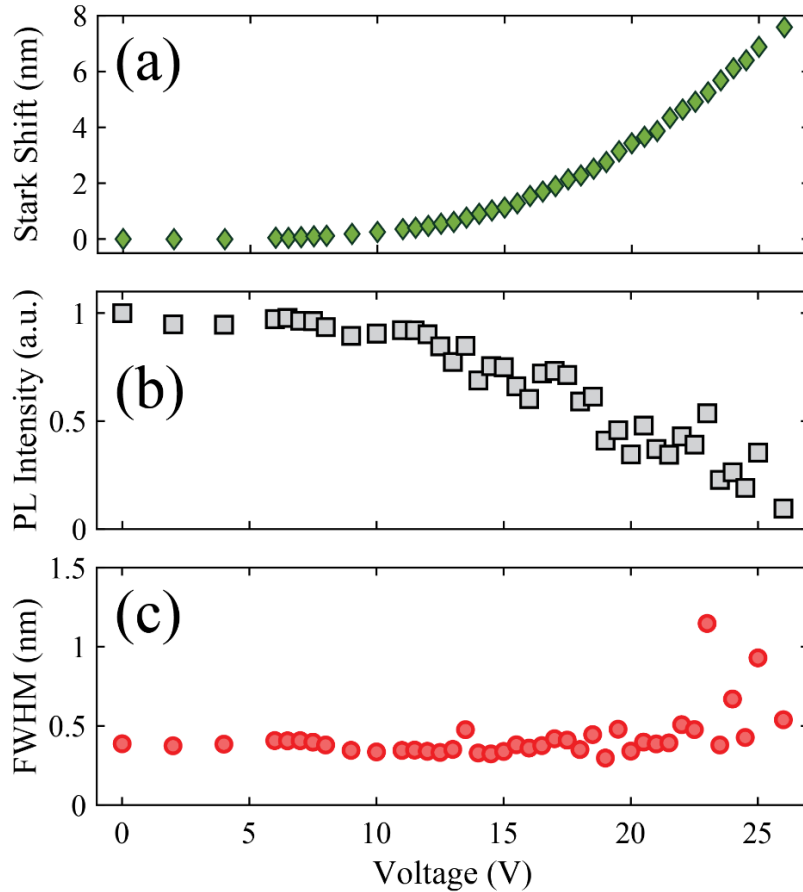 (a)
Stark Shift (nm)
8
6
4
2
0
(b)
PL Intensity (a.u.)
1
0.5
0
(c)
FWHM (nm)
1.5
1
0.5
0
0 5 10 15 20 25
Voltage (V)